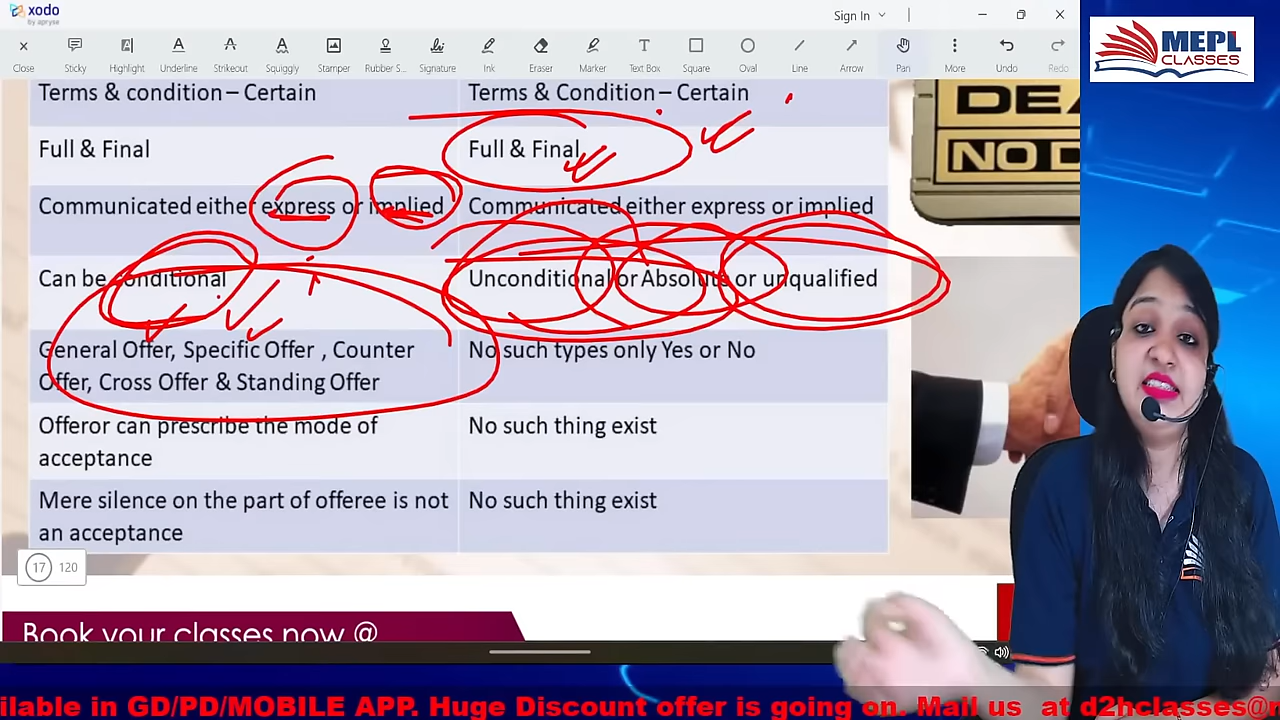 xodo
by apryse
Sign In
Close
Sticky
Highlight
Underline
Strikeout
Squiggly
Stamper
Rubber S
Signature
Eraser
Marker
Text Box
Square
Oval
Line
Arrow
Pan
More
Undo
Redo
MEPL
CLASSES
Terms & condition – Certain
Terms & Condition – Certain
Full & Final
Full & Final
Communicated either express or implied
Communicated either express or implied
Can be conditional
Unconditional or Absolute or unqualified
General Offer, Specific Offer , Counter
Offer, Cross Offer & Standing Offer
No such types only Yes or No
Offeror can prescribe the mode of
acceptance
No such thing exist
Mere silence on the part of offeree is not
an acceptance
No such thing exist
DEA
NO D
17 120
Book your classes now @
ilable in GD/PD/MOBILE APP. Huge Discount offer is going on. Mail us at d2hclasses@